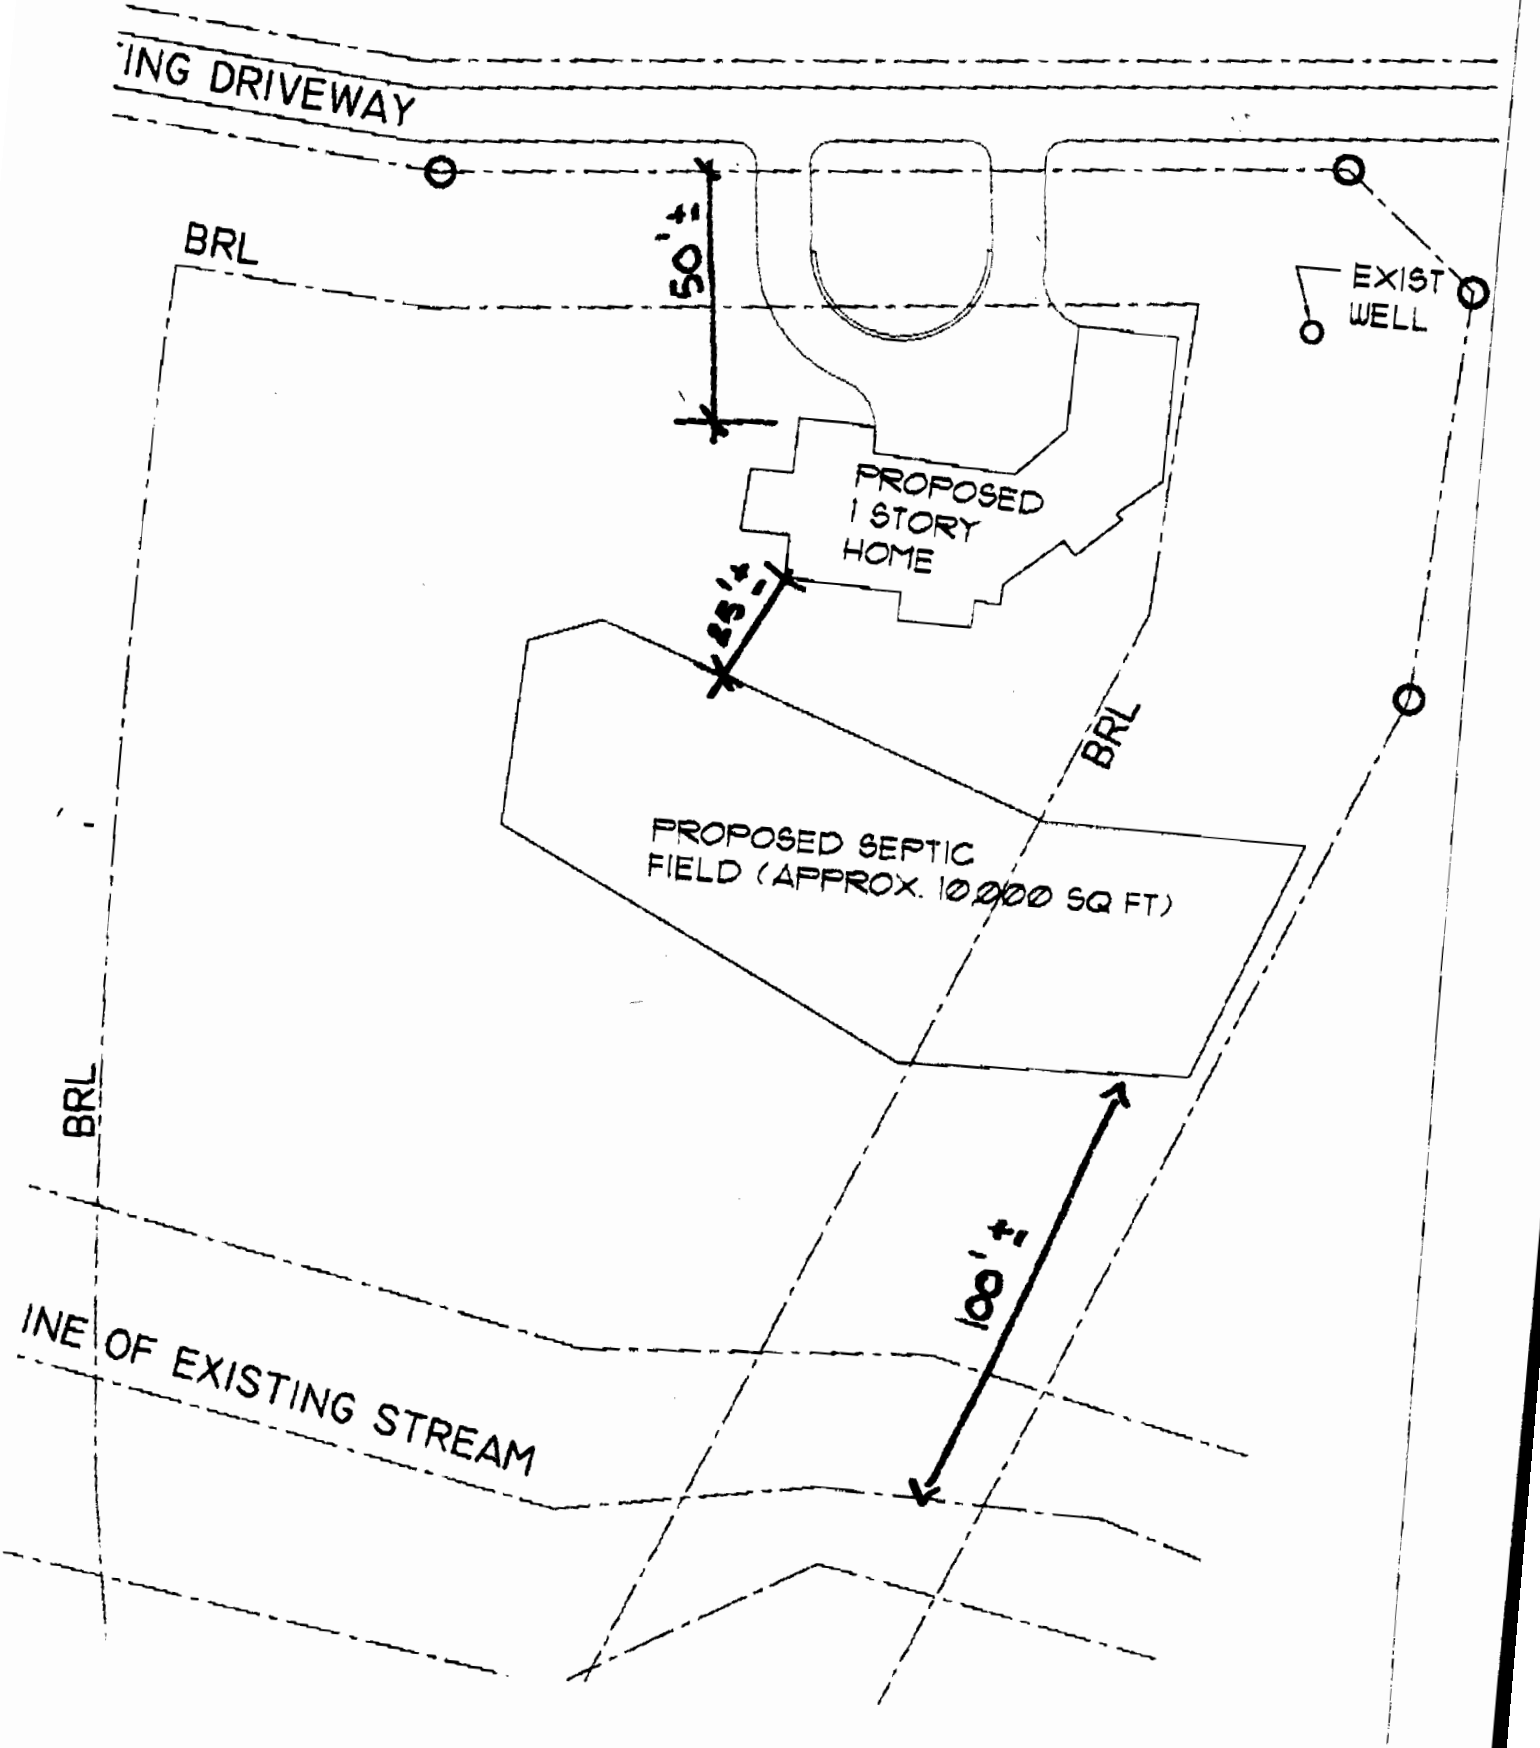 TING DRIVEWAY
BRL
50'±
EXIST
WELL
PROPOSED
1 STORY
HOME
25'±
BRL
PROPOSED SEPTIC
FIELD (APPROX. 10,000 SQ FT)
BRL
100'±
INE OF EXISTING STREAM